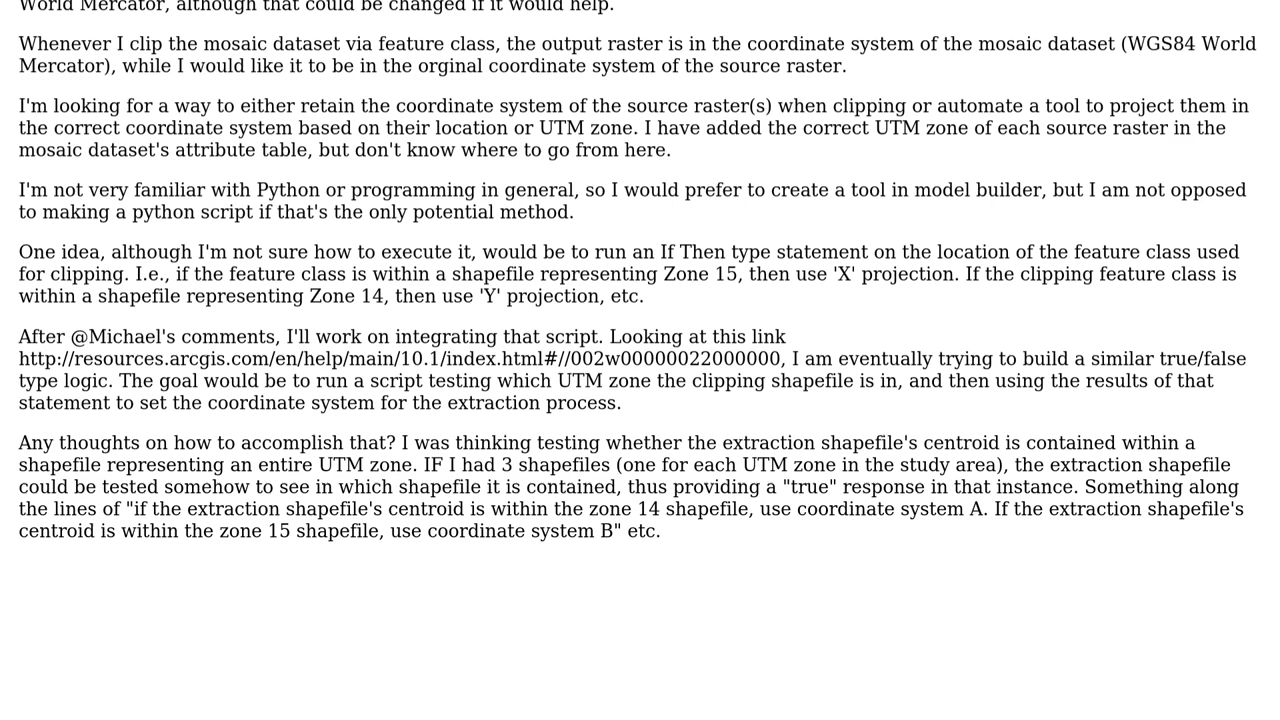 World Mercator, although that could be changed if it would help.
Whenever I clip the mosaic dataset via feature class, the output raster is in the coordinate system of the mosaic dataset (WGS84 World
Mercator), while I would like it to be in the orginal coordinate system of the source raster.
I'm looking for a way to either retain the coordinate system of the source raster(s) when clipping or automate a tool to project them in
the correct coordinate system based on their location or UTM zone. I have added the correct UTM zone of each source raster in the
mosaic dataset's attribute table, but don't know where to go from here.
I'm not very familiar with Python or programming in general, so I would prefer to create a tool in model builder, but I am not opposed
to making a python script if that's the only potential method.
One idea, although I'm not sure how to execute it, would be to run an If Then type statement on the location of the feature class used
for clipping. I.e., if the feature class is within a shapefile representing Zone 15, then use 'X' projection. If the clipping feature class is
within a shapefile representing Zone 14, then use 'Y' projection, etc.
After @Michael's comments, I'll work on integrating that script. Looking at this link
http://resources.arcgis.com/en/help/main/10.1/index.html#//002w00000022000000, I am eventually trying to build a similar true/false
type logic. The goal would be to run a script testing which UTM zone the clipping shapefile is in, and then using the results of that
statement to set the coordinate system for the extraction process.
Any thoughts on how to accomplish that? I was thinking testing whether the extraction shapefile's centroid is contained within a
shapefile representing an entire UTM zone. IF I had 3 shapefiles (one for each UTM zone in the study area), the extraction shapefile
could be tested somehow to see in which shapefile it is contained, thus providing a "true" response in that instance. Something along
the lines of "if the extraction shapefile's centroid is within the zone 14 shapefile, use coordinate system A. If the extraction shapefile's
centroid is within the zone 15 shapefile, use coordinate system B" etc.